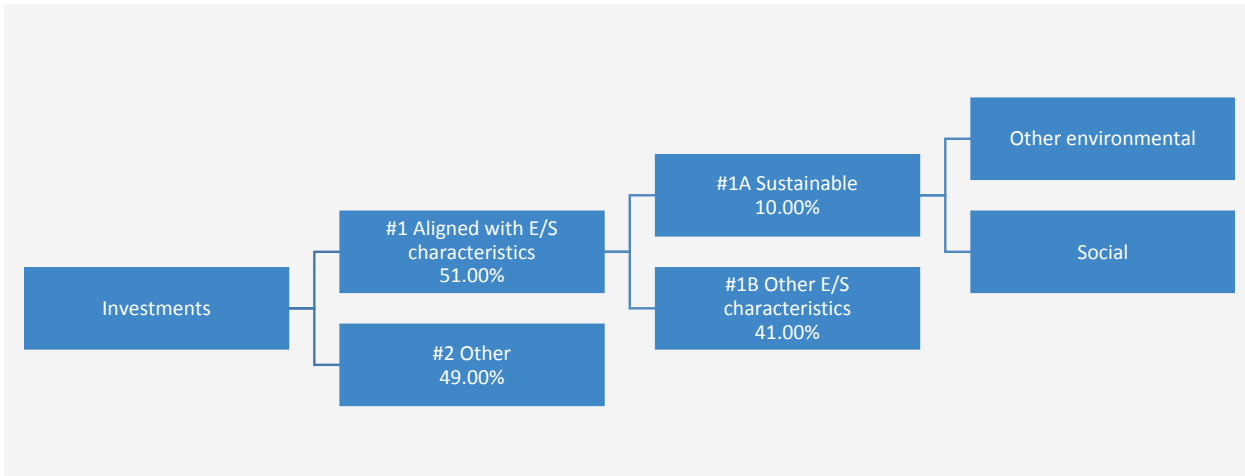 Investments
#1 Aligned with E/S
characteristics
51.00%
#2 Other
49.00%
#1A Sustainable
10.00%
#1B Other E/S
characteristics
41.00%
Other environmental
Social